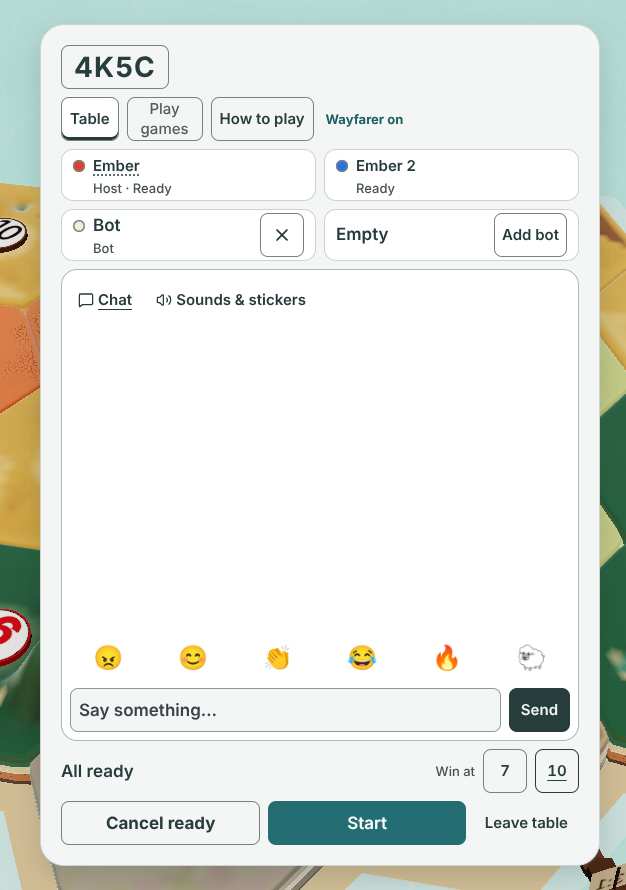 4K5C
Table
Play games
How to play
Wayfarer on
Ember
Host · Ready
Ember 2
Ready
Bot
Bot
Empty
Add bot
Chat
Sounds & stickers
Say something...
Send
All ready
Win at
7
10
Cancel ready
Start
Leave table